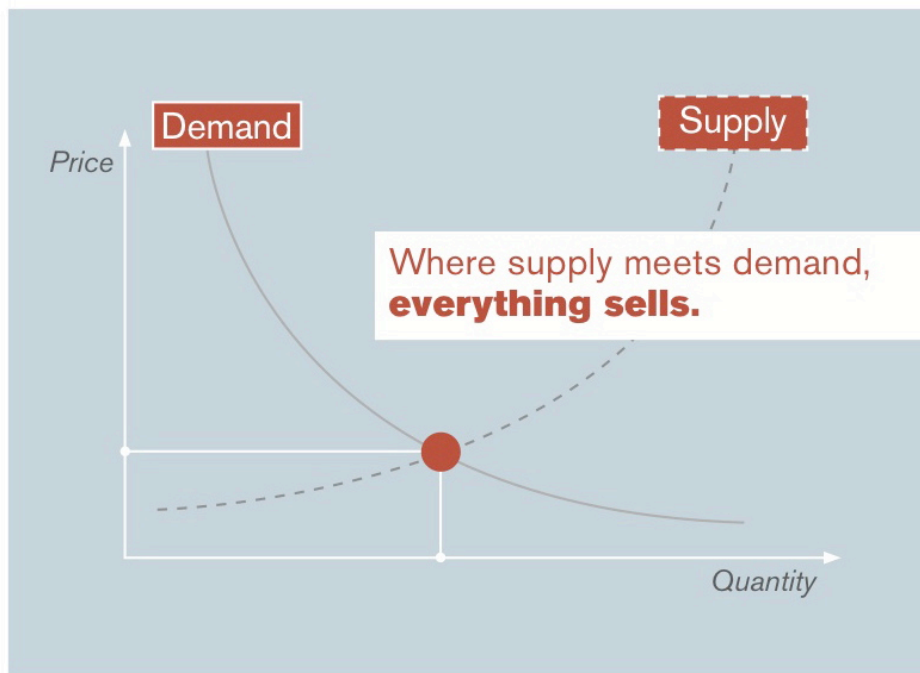 Demand
Supply
Price
Where supply meets demand,
everything sells.
Quantity